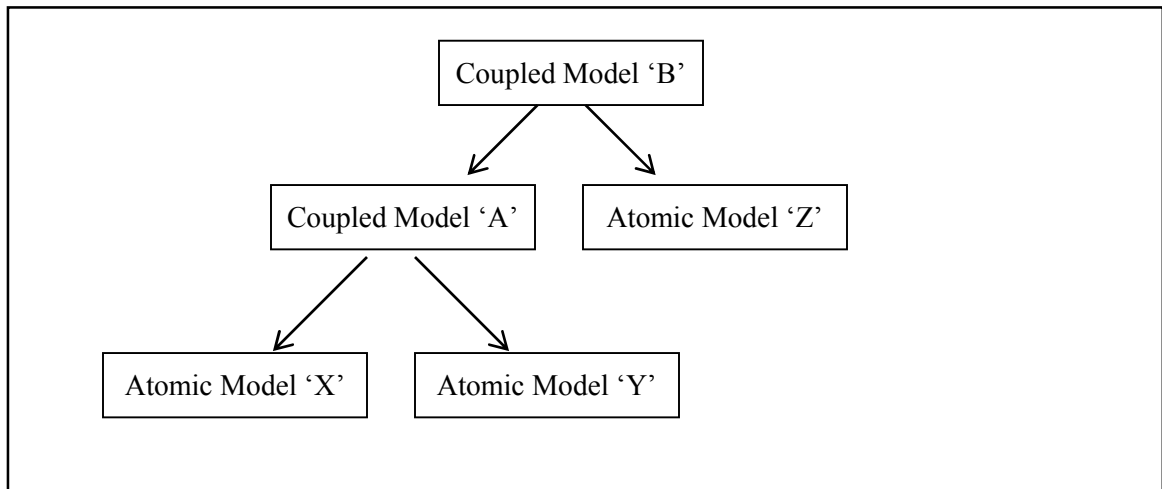 Coupled Model ‘B’
Coupled Model ‘A’
Atomic Model ‘Z’
Atomic Model ‘X’
Atomic Model ‘Y’